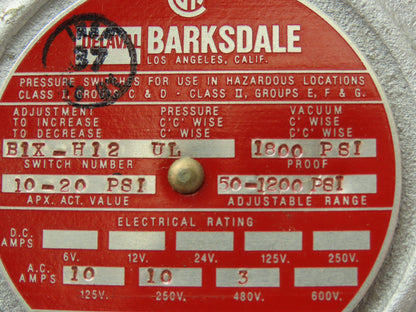 DELAVAL BARKSDALE
LOS ANGELES, CALIF.
37
PRESSURE SWITCHES FOR USE IN HAZARDOUS LOCATIONS
CLASS I, GROUPS C & D - CLASS II, GROUPS E, F & G.
ADJUSTMENT PRESSURE VACUUM
TO INCREASE C' WISE C'C' WISE
TO DECREASE C'C' WISE C' WISE
B1X-H12 UL 1800 PSI
SWITCH NUMBER PROOF
10-20 PSI 50-1200 PSI
APX. ACT. VALUE ADJUSTABLE RANGE
ELECTRICAL RATING
D.C.
AMPS
6V. 12V. 24V. 125V. 250V.
A.C. 10 10 3
AMPS
125V. 250V. 480V. 600V.